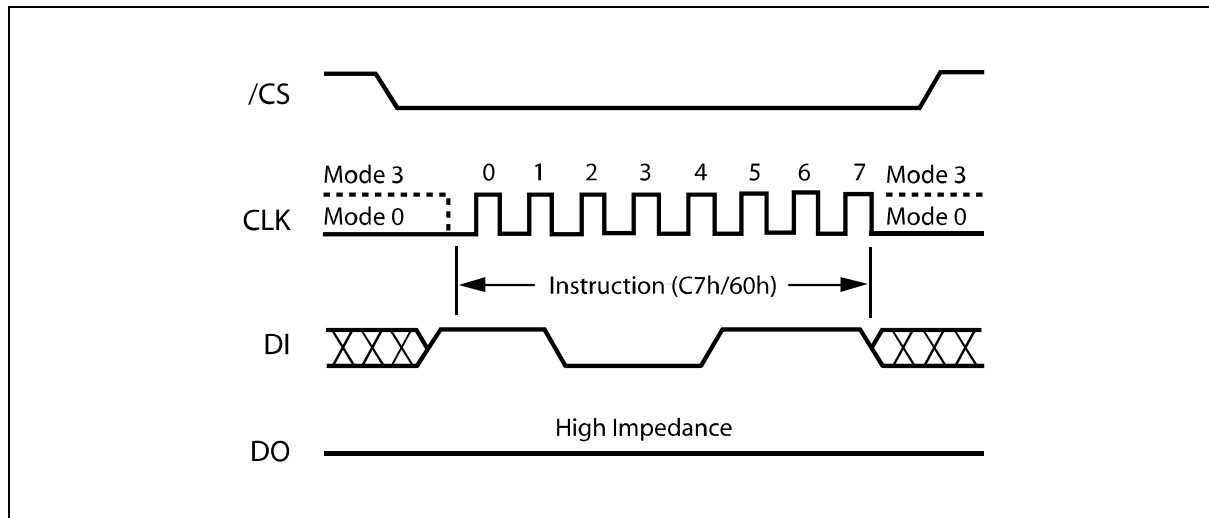 /CS
Mode 3 0 1 2 3 4 5 6 7 Mode 3
CLK Mode 0 Mode 0
Instruction (C7h/60h)
DI
High Impedance
DO